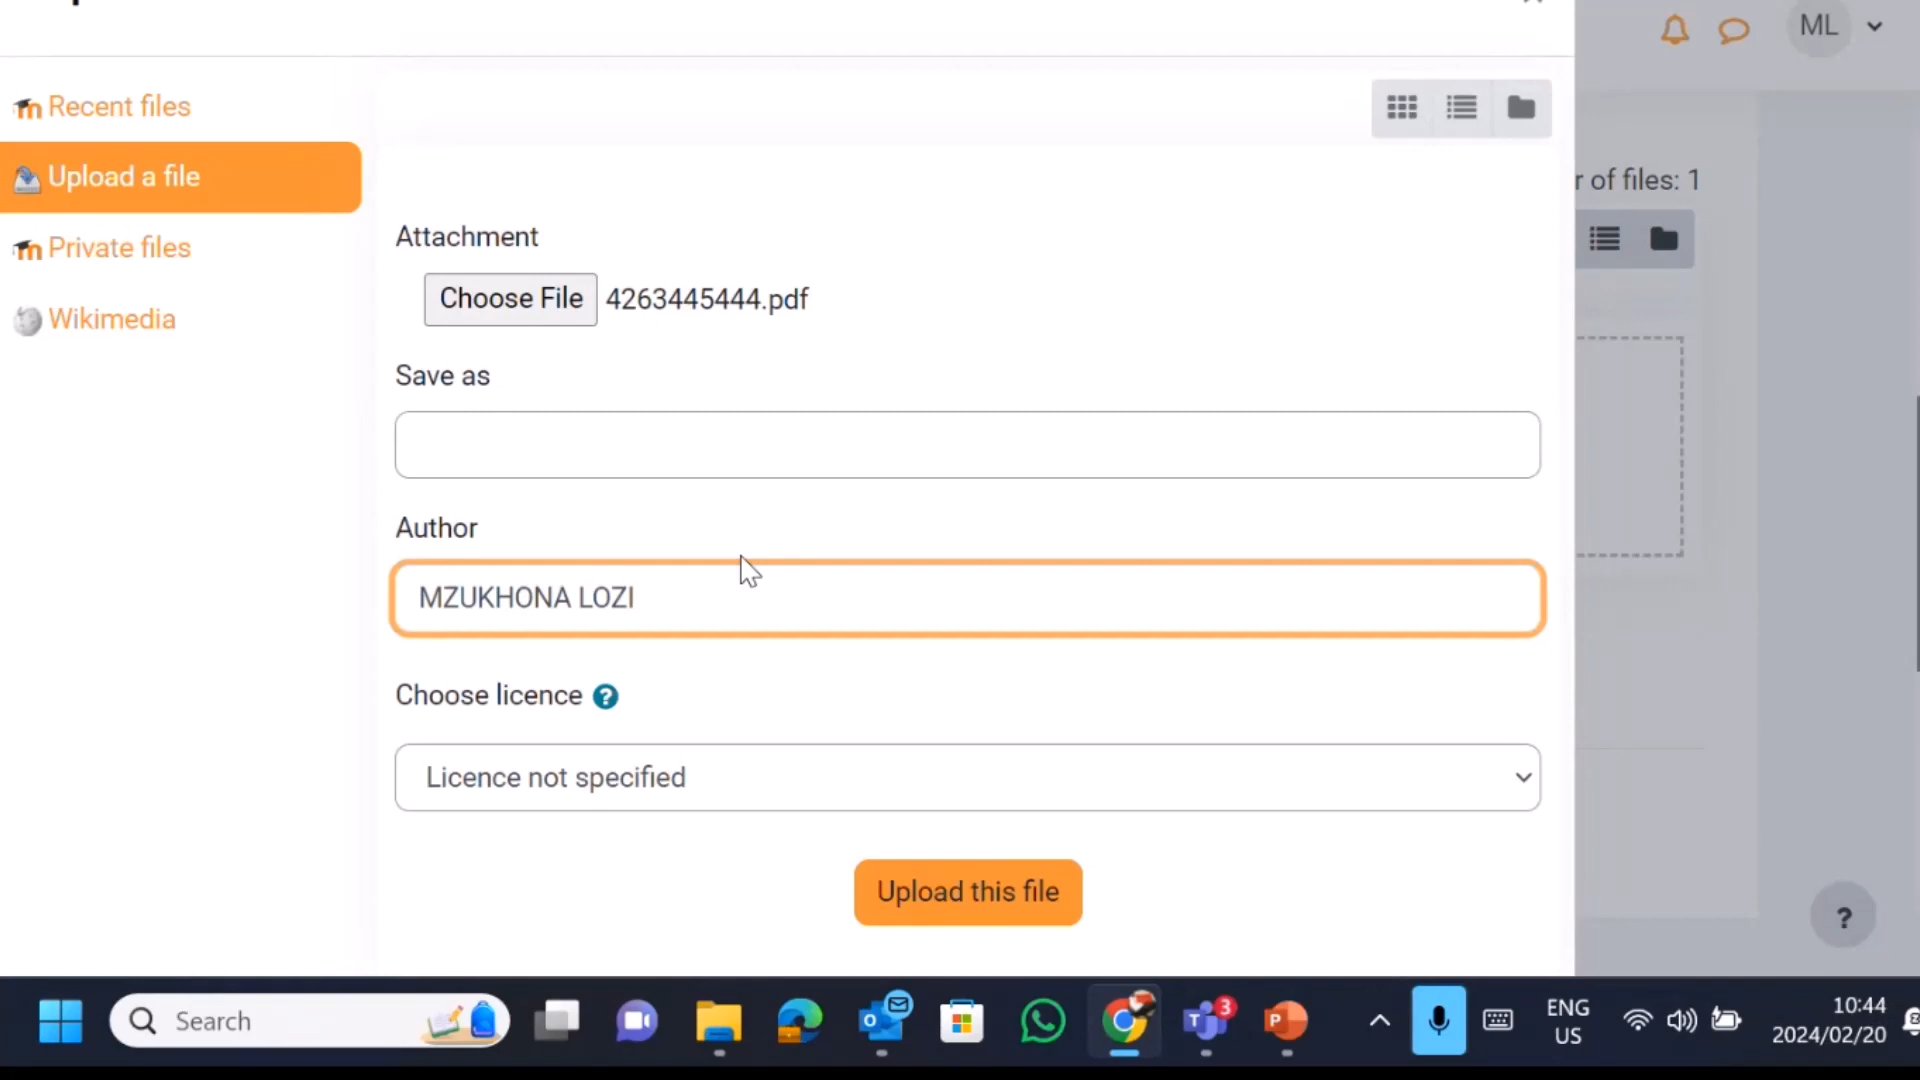 ML
Recent files
Upload a file
Private files
Wikimedia
r of files: 1
Attachment
Choose File 4263445444.pdf
Save as
Author
MZUKHONA LOZI
Choose licence ?
Licence not specified
Upload this file
?
Search
3
ENG
US
10:44
2024/02/20